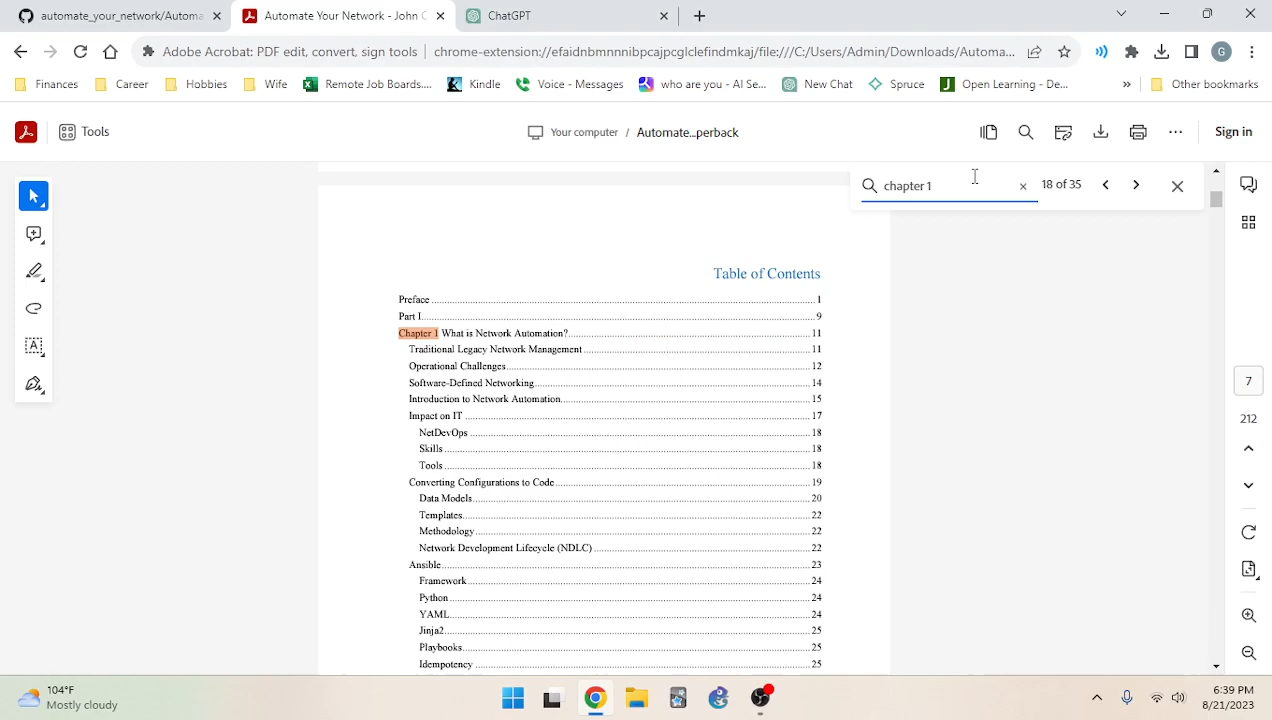 automate_your_network/Automa
Automate Your Network - John C
ChatGPT
Adobe Acrobat: PDF edit, convert, sign tools | chrome-extension://efaidnbmnnnibpcajpcglclefindmkaj/file:///C:/Users/Admin/Downloads/Automa...
G
Finances
Career
Hobbies
Wife
Remote Job Boards....
Kindle
Voice - Messages
who are you - AI Se...
New Chat
Spruce
Open Learning - De...
»
Other bookmarks
Tools
Your computer / Automate...perback
Sign in
chapter 1
18 of 35
Table of Contents
Preface 1
Part I 9
Chapter 1 What is Network Automation? 11
Traditional Legacy Network Management 11
Operational Challenges 12
Software-Defined Networking 14
Introduction to Network Automation 15
Impact on IT 17
NetDevOps 18
Skills 18
Tools 18
Converting Configurations to Code 19
Data Models 20
Templates 22
Methodology 22
Network Development Lifecycle (NDLC) 22
Ansible 23
Framework 24
Python 24
YAML 24
Jinja2 25
Playbooks 25
Idempotency 25
7
212
104°F
Mostly cloudy
6:39 PM
8/21/2023